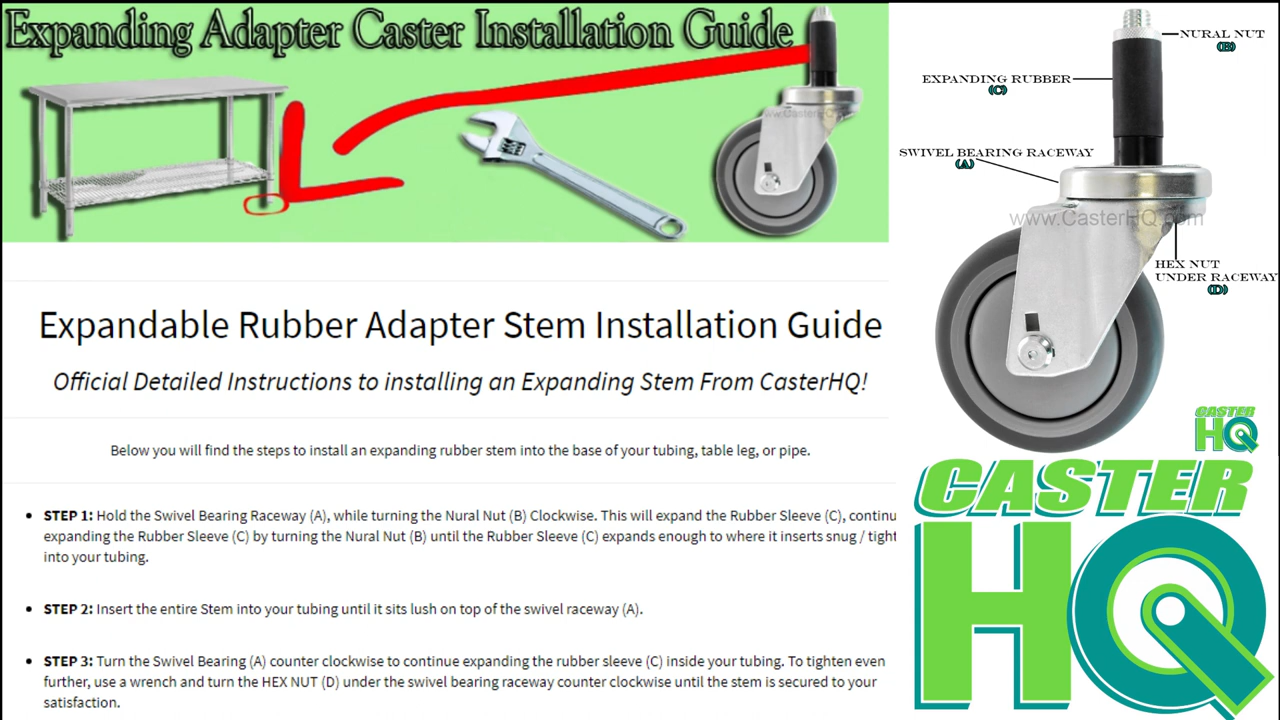 Expanding Adapter Caster Installation Guide
www.CasterHQ.com
NURAL NUT
(B)
EXPANDING RUBBER
(C)
SWIVEL BEARING RACEWAY
(A)
www.CasterHQ.com
HEX NUT
UNDER RACEWAY
(D)
CASTER
HQ
Expandable Rubber Adapter Stem Installation Guide
Official Detailed Instructions to installing an Expanding Stem From CasterHQ!
Below you will find the steps to install an expanding rubber stem into the base of your tubing, table leg, or pipe.
• STEP 1: Hold the Swivel Bearing Raceway (A), while turning the Nural Nut (B) Clockwise. This will expand the Rubber Sleeve (C), continu
expanding the Rubber Sleeve (C) by turning the Nural Nut (B) until the Rubber Sleeve (C) expands enough to where it inserts snug / tight
into your tubing.
• STEP 2: Insert the entire Stem into your tubing until it sits lush on top of the swivel raceway (A).
• STEP 3: Turn the Swivel Bearing (A) counter clockwise to continue expanding the rubber sleeve (C) inside your tubing. To tighten even
further, use a wrench and turn the HEX NUT (D) under the swivel bearing raceway counter clockwise until the stem is secured to your
satisfaction.
CASTER
HQ